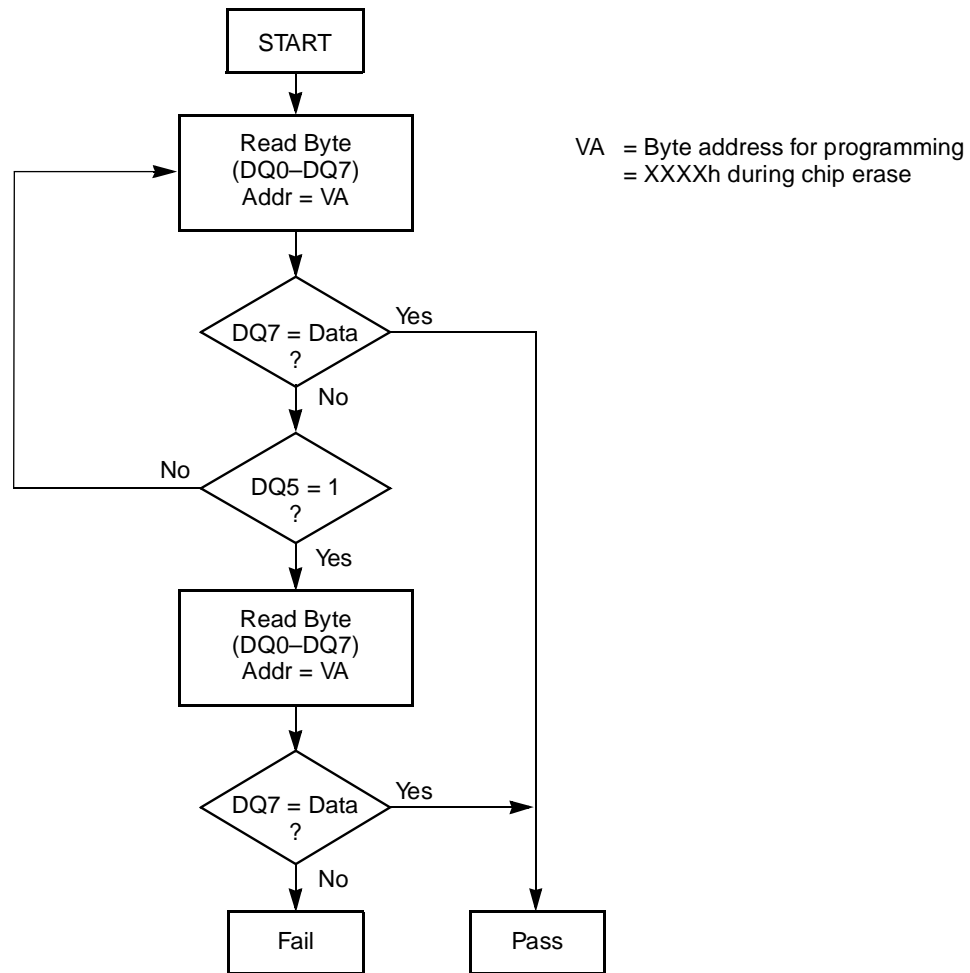 START
Read Byte
(DQ0–DQ7)
Addr = VA
VA = Byte address for programming
= XXXXh during chip erase
DQ7 = Data
?
Yes
No
No
DQ5 = 1
?
Yes
Read Byte
(DQ0–DQ7)
Addr = VA
DQ7 = Data
?
Yes
No
Fail
Pass